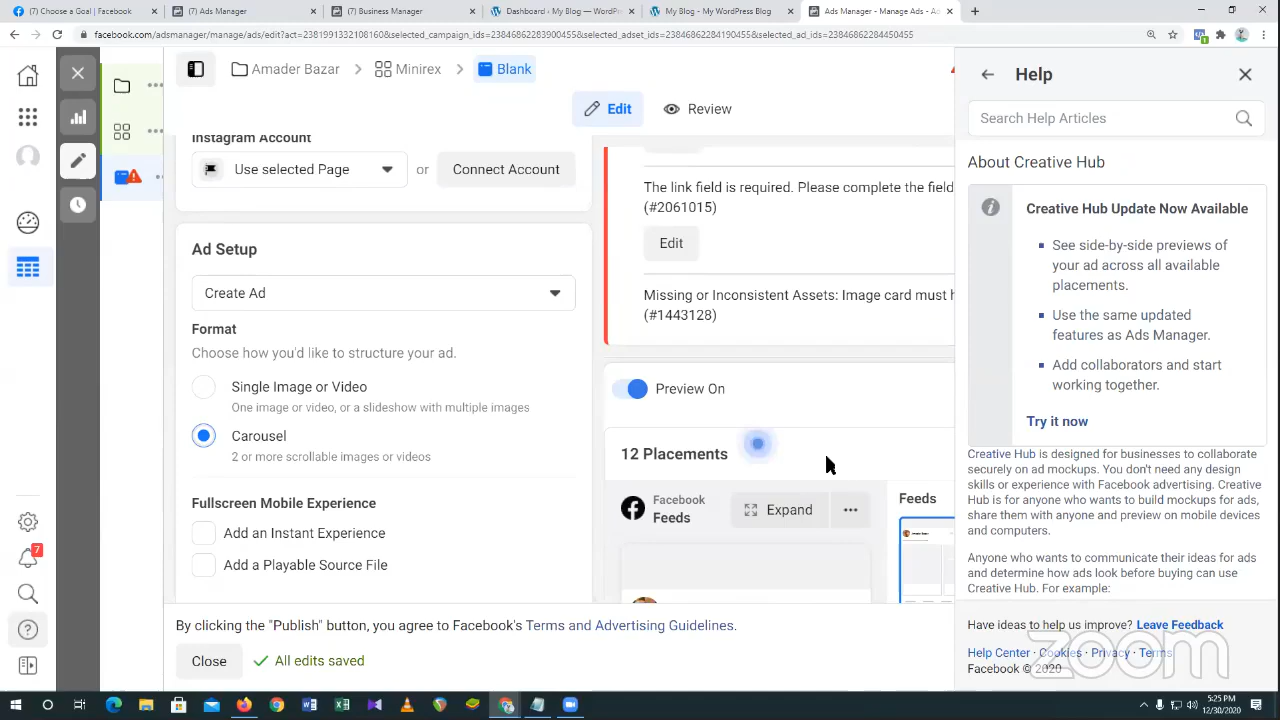 (7) Choose a Goal | Facebook
(7) Ads Manager
(7) Business Manager
Dashboard ‹ My Blog — WordPr
My Blog – My WordPress Blog
Ads Manager - Manage Ads - Ac
facebook.com/adsmanager/manage/ads/edit?act=2381991332108160&selected_campaign_ids=23846862283900455&selected_adset_ids=23846862284190455&selected_ad_ids=23846862284450455
Amader Bazar
Minirex
Blank
Edit
Review
Instagram Account
Use selected Page
or
Connect Account
Ad Setup
Create Ad
Format
Choose how you'd like to structure your ad.
Single Image or Video
One image or video, or a slideshow with multiple images
Carousel
2 or more scrollable images or videos
Fullscreen Mobile Experience
Add an Instant Experience
Add a Playable Source File
The link field is required. Please complete the field
(#2061015)
Edit
Missing or Inconsistent Assets: Image card must h
(#1443128)
Preview On
12 Placements
Facebook
Feeds
Expand
Feeds
By clicking the "Publish" button, you agree to Facebook's Terms and Advertising Guidelines.
Close
All edits saved
7
Help
Search Help Articles
About Creative Hub
Creative Hub Update Now Available
See side-by-side previews of
your ad across all available
placements.
Use the same updated
features as Ads Manager.
Add collaborators and start
working together.
Try it now
Creative Hub is designed for businesses to collaborate
securely on ad mockups. You don't need any design
skills or experience with Facebook advertising. Creative
Hub is for anyone who wants to build mockups for ads,
share them with anyone and preview on mobile devices
and computers.
Anyone who wants to communicate their ideas for ads
and determine how ads look before buying can use
Creative Hub. For example:
Have ideas to help us improve? Leave Feedback
Help Center · Cookies · Privacy · Terms
Facebook © 2020
zoom
5:25 PM
12/30/2020